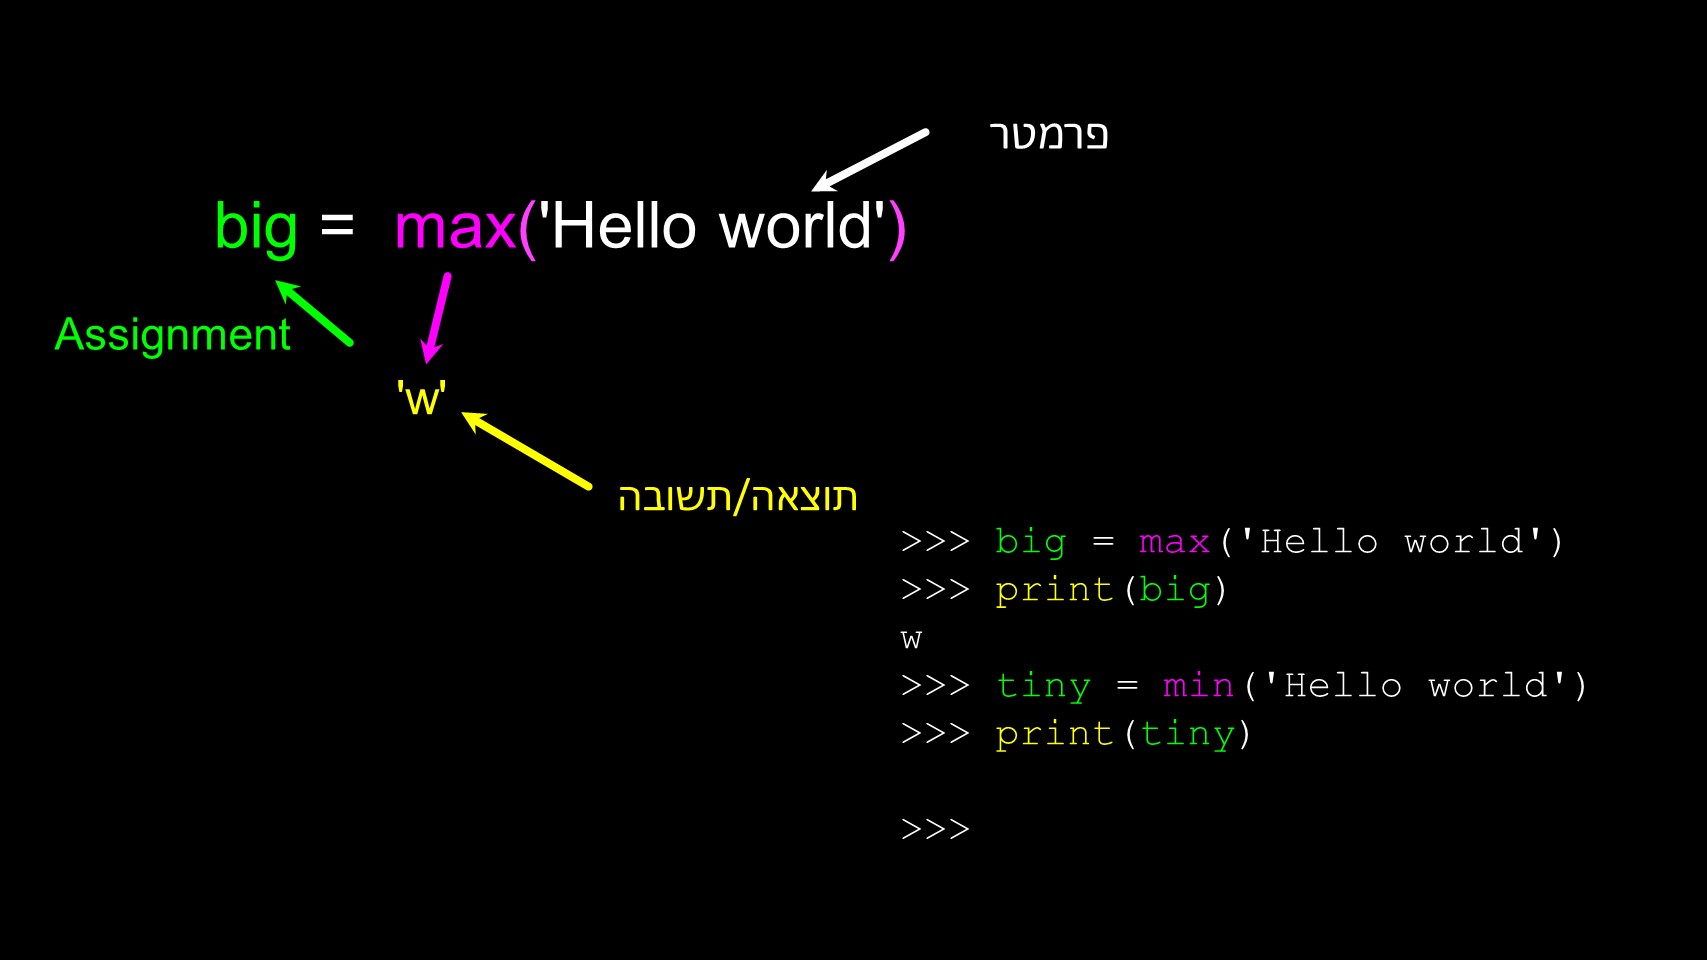 פרמטר
big = max('Hello world')
Assignment
'w'
תוצאה/תשובה
>>> big = max('Hello world')
>>> print(big)
w
>>> tiny = min('Hello world')
>>> print(tiny)
>>>